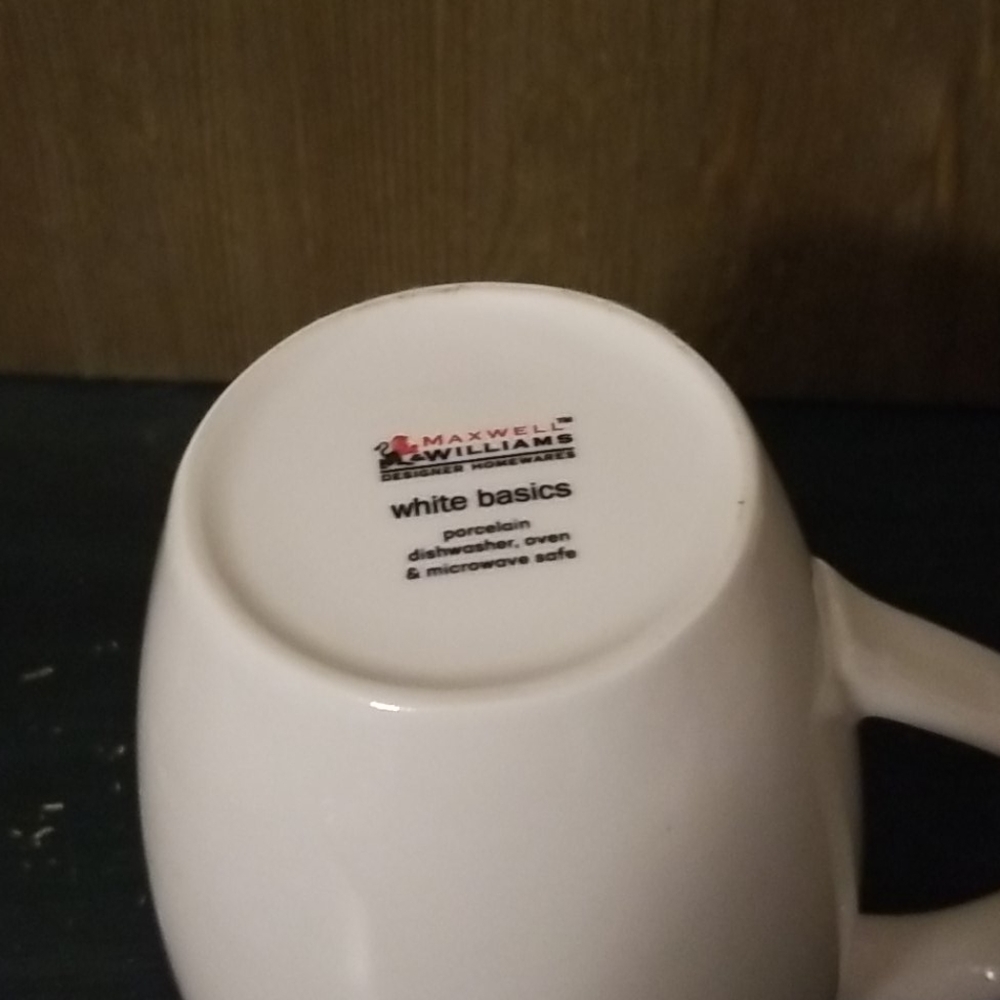 MAXWELL™
& WILLIAMS
DESIGNER HOMEWARES
white basics
porcelain
dishwasher, oven
& microwave safe